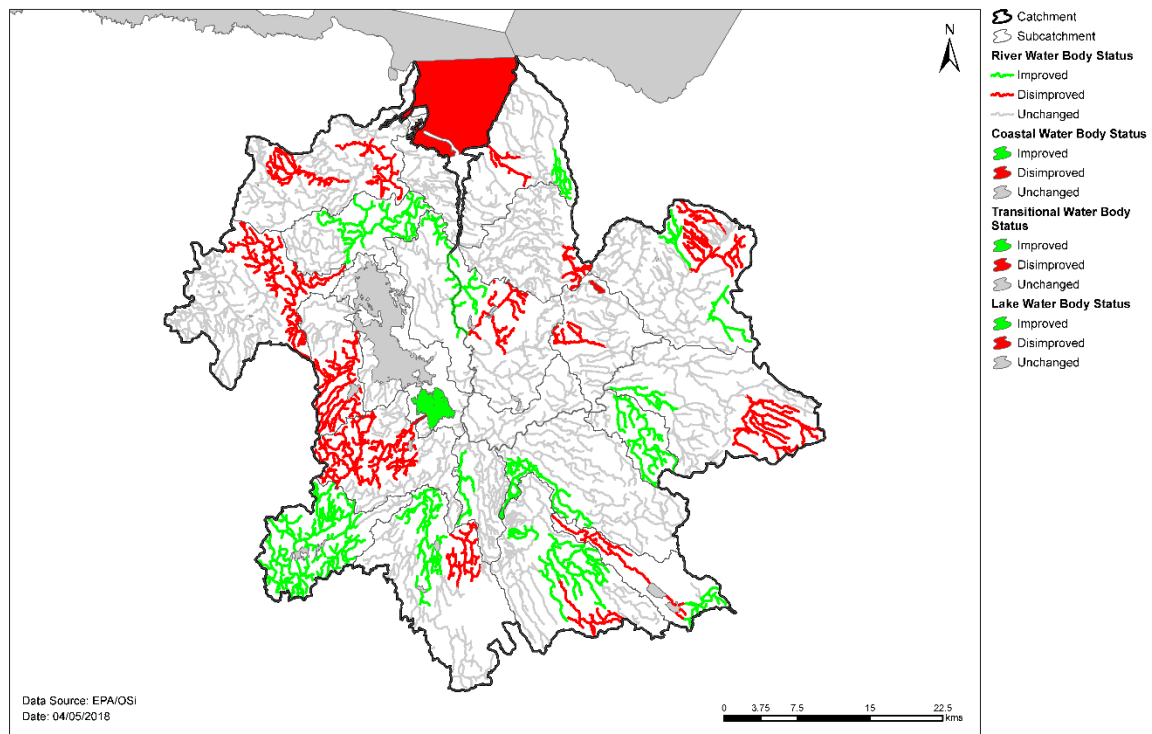 N
Data Source: EPA/OSi
Date: 04/05/2018
0 3.75 7.5 15 22.5
kms
Catchment
Subcatchment
River Water Body Status
Improved
Disimproved
Unchanged
Coastal Water Body Status
Improved
Disimproved
Unchanged
Transitional Water Body
Status
Improved
Disimproved
Unchanged
Lake Water Body Status
Improved
Disimproved
Unchanged